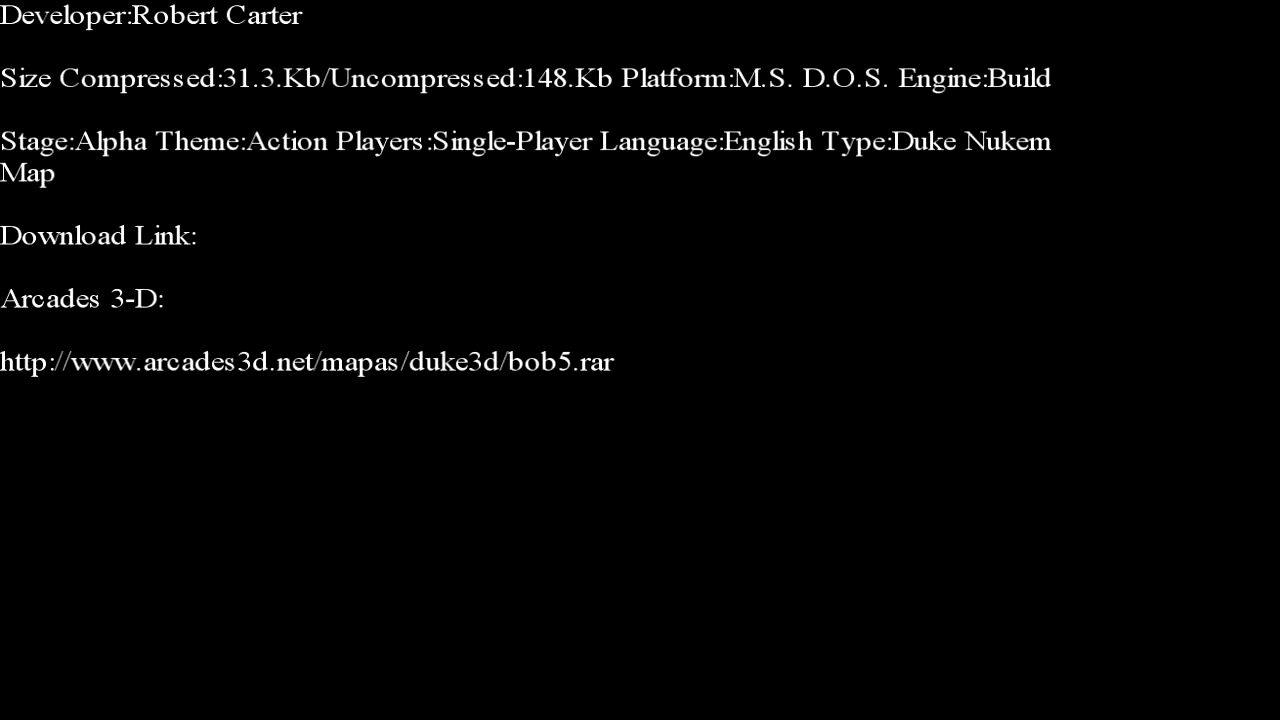 Developer:Robert Carter
Size Compressed:31.3.Kb/Uncompressed:148.Kb Platform:M.S. D.O.S. Engine:Build
Stage:Alpha Theme:Action Players:Single-Player Language:English Type:Duke Nukem
Map
Download Link:
Arcades 3-D:
http://www.arcades3d.net/mapas/duke3d/bob5.rar